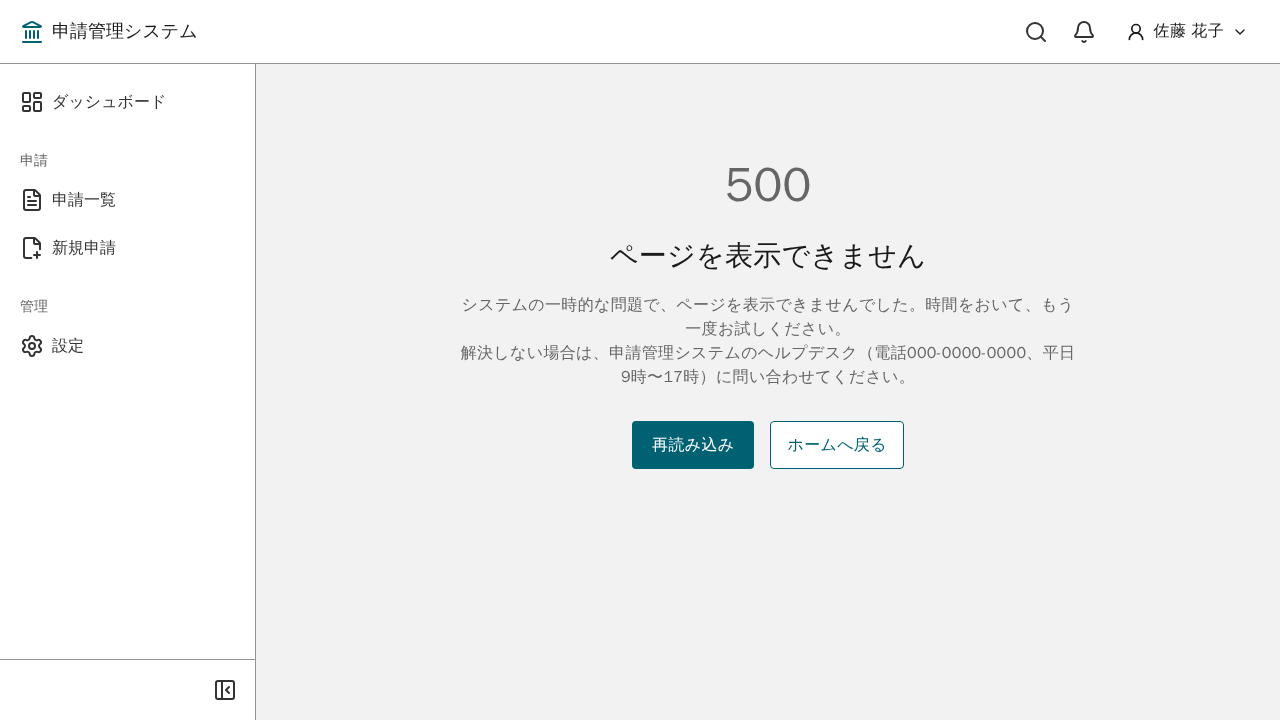 申請管理システム
佐藤 花子
ダッシュボード
申請
申請一覧
新規申請
管理
設定
500
ページを表示できません
システムの一時的な問題で、ページを表示できませんでした。時間をおいて、もう
一度お試しください。
解決しない場合は、申請管理システムのヘルプデスク（電話000-0000-0000、平日
9時〜17時）に問い合わせてください。
再読み込み
ホームへ戻る